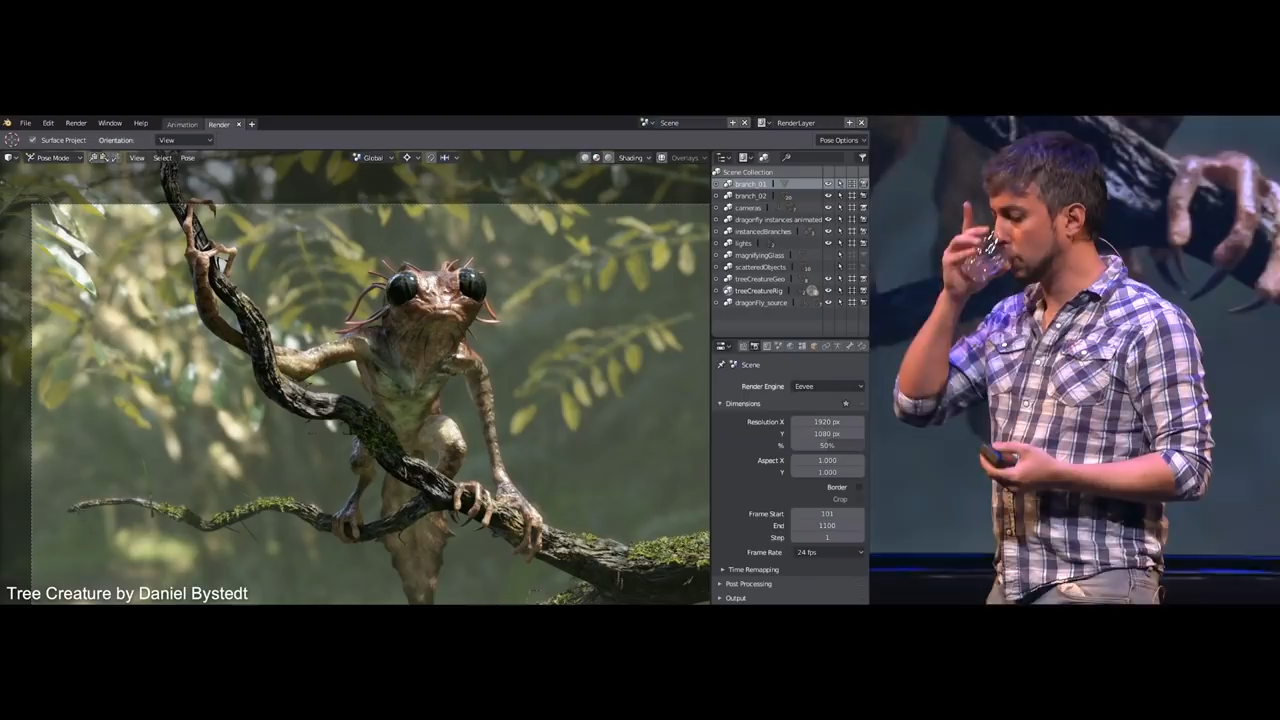 File Edit Render Window Help Animation Render Scene RenderLayer
Surface Project Orientation: View Pose Options
Pose Mode View Select Pose Global Shading Overlays
Scene Collection
branch_01
branch_02
cameras
dragonfly instances animated
instancedBranches
lights
magnifyingGlass
scatteredObjects
treeCreatureGeo
treeCreatureRig
dragonFly_source
Scene
Render Engine Eevee
Dimensions
Resolution X 1920 px
Y 1080 px
% 50%
Aspect X 1.000
Y 1.000
Border
Crop
Frame Start 101
End 1100
Step 1
Frame Rate 24 fps
Time Remapping
Post Processing
Output
Tree Creature by Daniel Bystedt